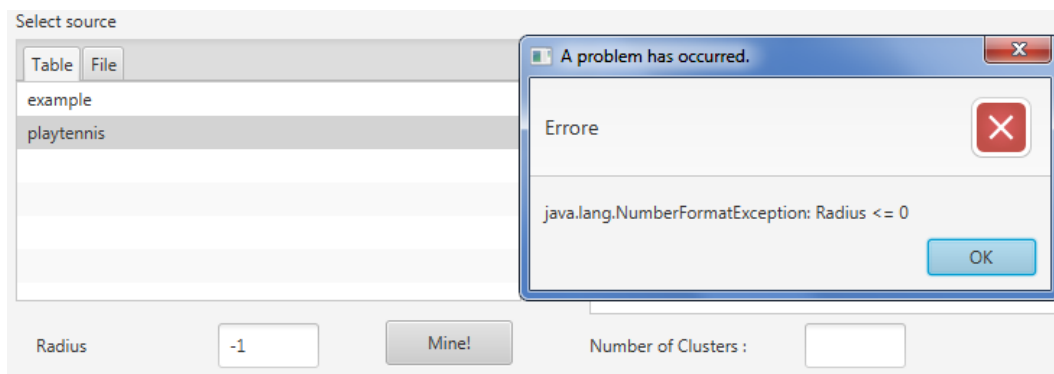 Select source
Table File
example
playtennis
A problem has occurred.
Errore
java.lang.NumberFormatException: Radius <= 0
OK
Radius -1 Mine! Number of Clusters :